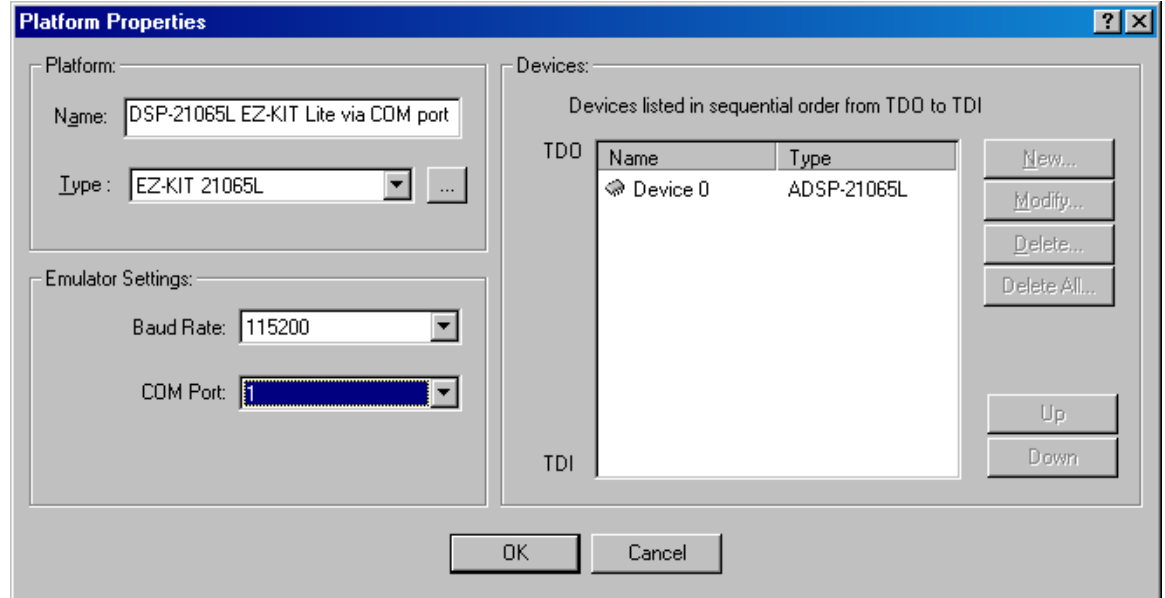 Platform Properties
Platform:
Name: DSP-21065L EZ-KIT Lite via COM port
Type : EZ-KIT 21065L ...
Emulator Settings:
Baud Rate: 115200
COM Port: 1
Devices:
Devices listed in sequential order from TDO to TDI
TDO
Name Type
Device 0 ADSP-21065L
TDI
New...
Modify...
Delete...
Delete All...
Up
Down
OK Cancel